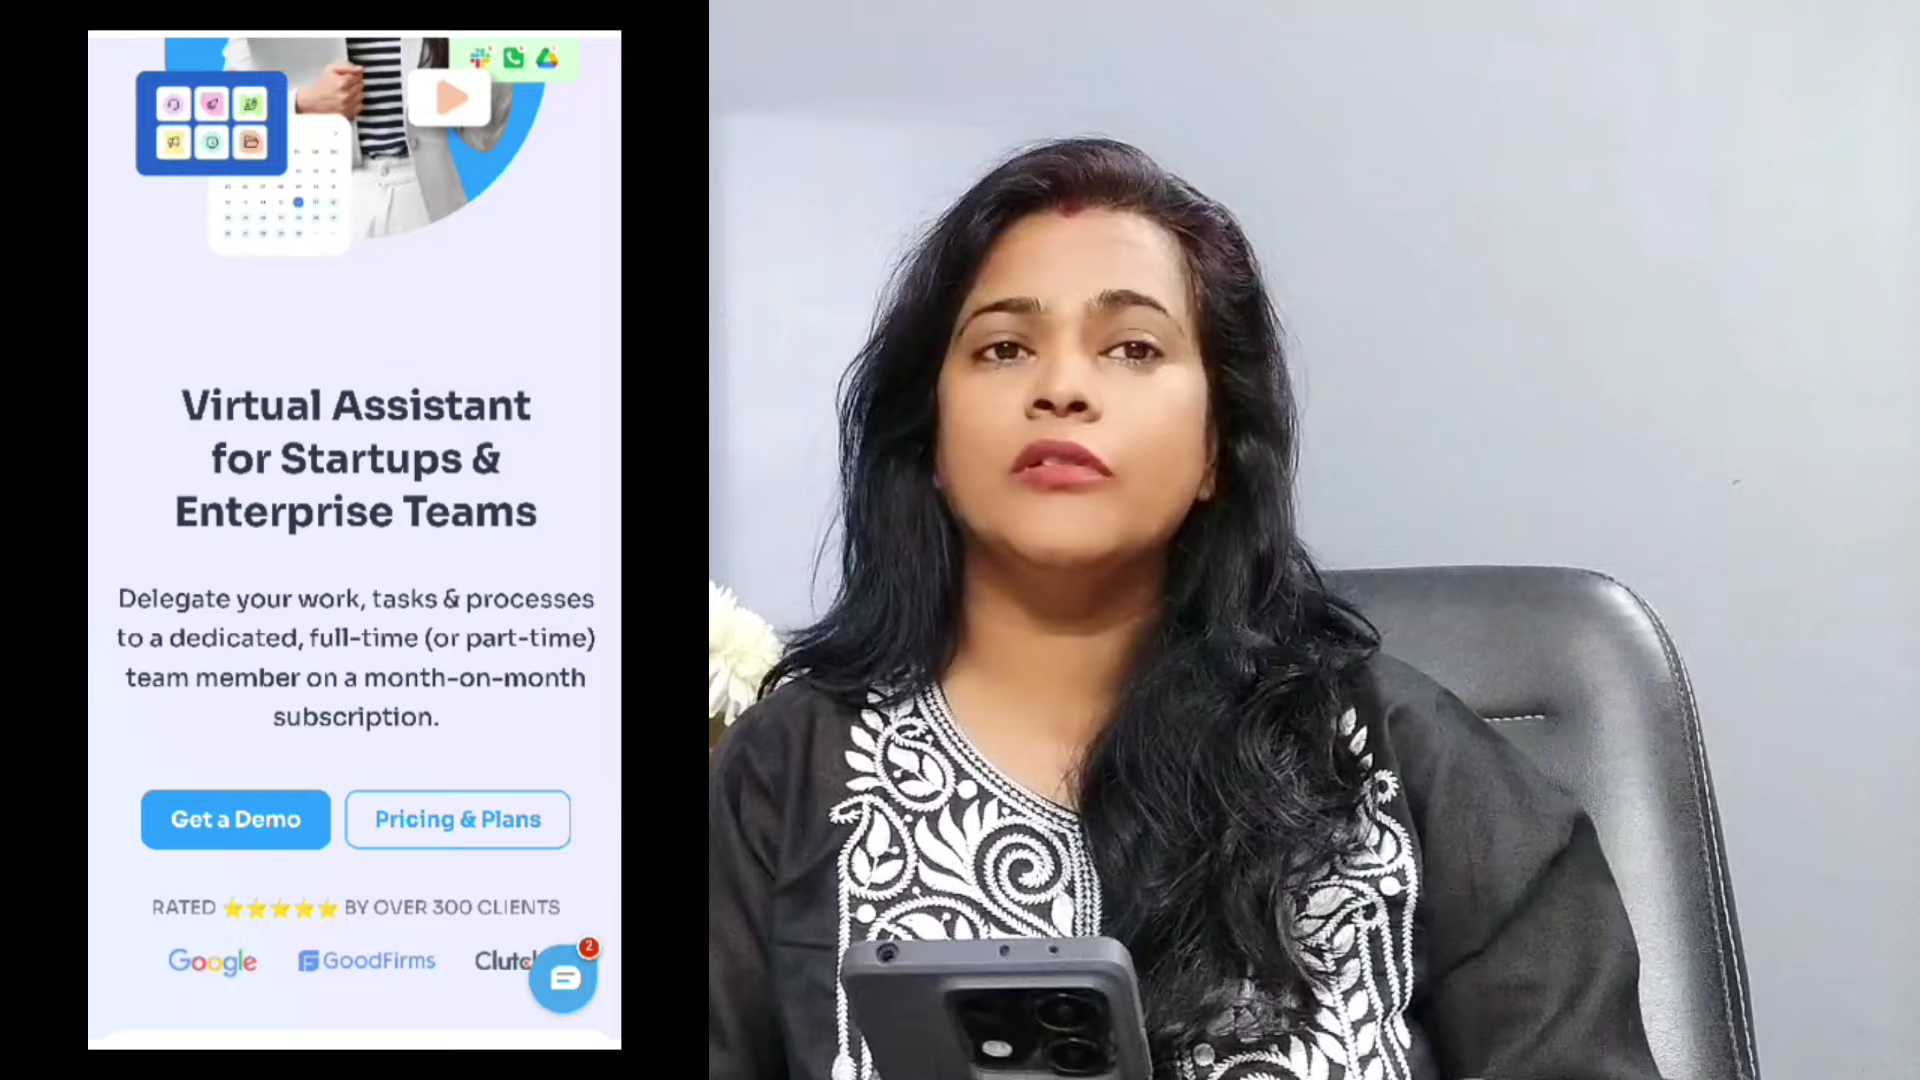 Virtual Assistant
for Startups &
Enterprise Teams
Delegate your work, tasks & processes
to a dedicated, full-time (or part-time)
team member on a month-on-month
subscription.
Get a Demo
Pricing & Plans
RATED ⭐⭐⭐⭐⭐ BY OVER 300 CLIENTS
Google
GoodFirms
2